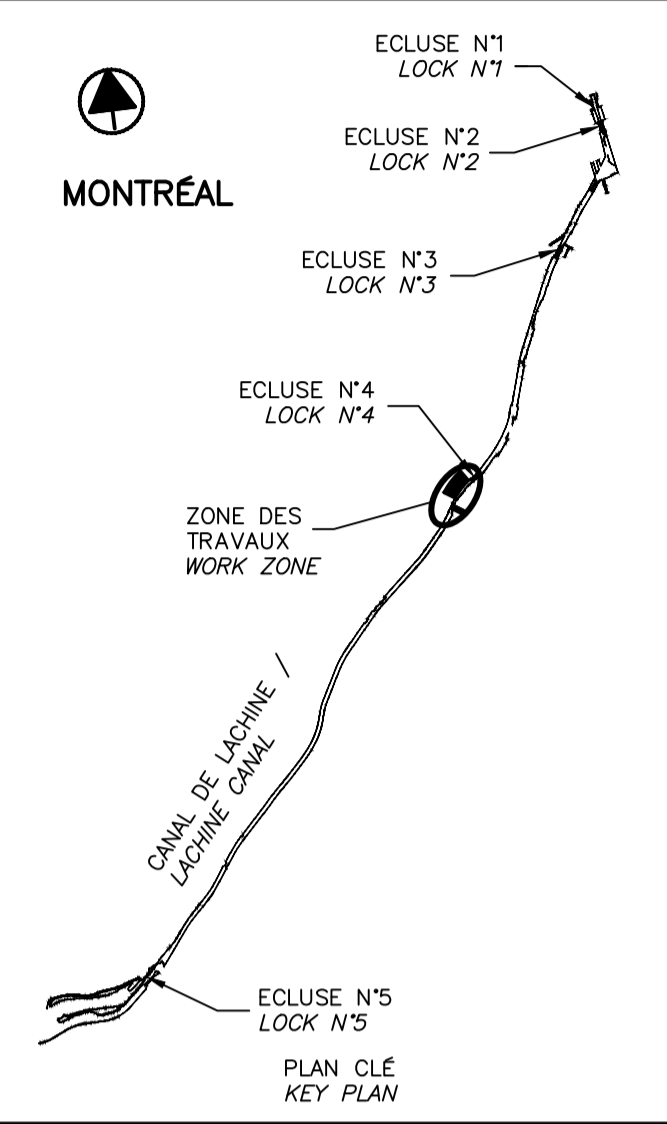 ECLUSE N°1
LOCK N°1
ECLUSE N°2
LOCK N°2
MONTRÉAL
ECLUSE N°3
LOCK N°3
ECLUSE N°4
LOCK N°4
ZONE DES
TRAVAUX
WORK ZONE
CANAL DE LACHINE /
LACHINE CANAL
ECLUSE N°5
LOCK N°5
PLAN CLÉ
KEY PLAN